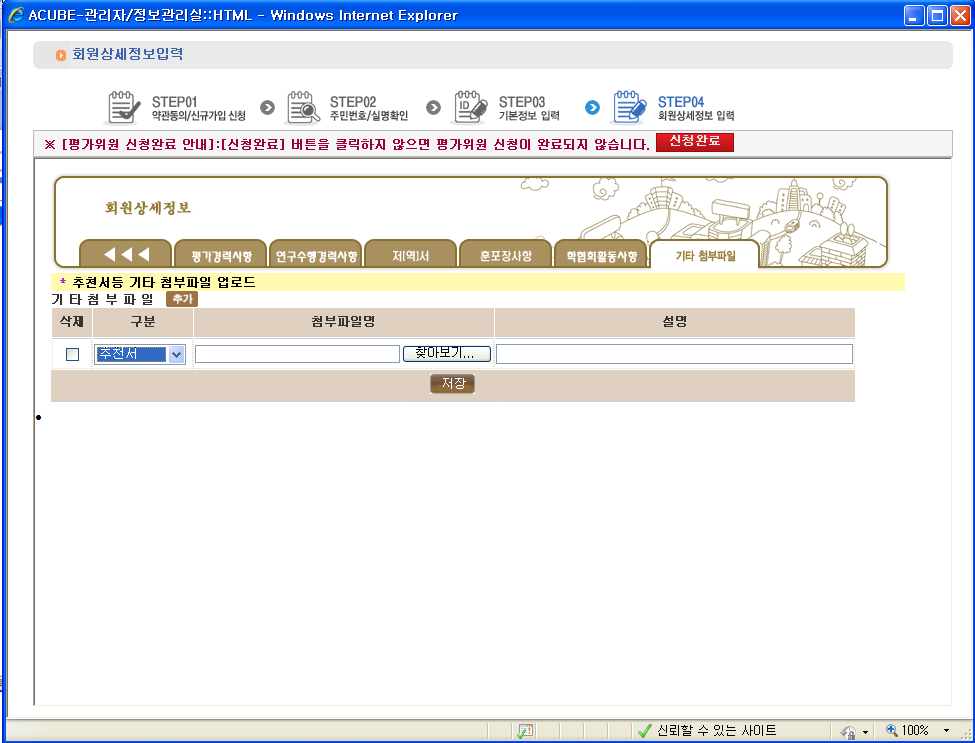 ACUBE-관리자/정보관리실::HTML - Windows Internet Explorer
회원상세정보입력
STEP01
약관동의/신규가입 신청
STEP02
주민번호/실명확인
STEP03
기본정보 입력
STEP04
회원상세정보 입력
※ [평가위원 신청완료 안내]:[신청완료] 버튼을 클릭하지 않으면 평가위원 신청이 완료되지 않습니다. 신청완료
회원상세정보
◀◀◀ 평가경력사항 연구수행경력사항 저(역)서 훈포장사항 학협회활동사항 기타 첨부파일
* 추천서등 기타 첨부파일 업로드
기 타 첨 부 파 일 추가
삭제 구분 첨부파일명 설명
추천서 찾아보기...
저장
신뢰할 수 있는 사이트 100%